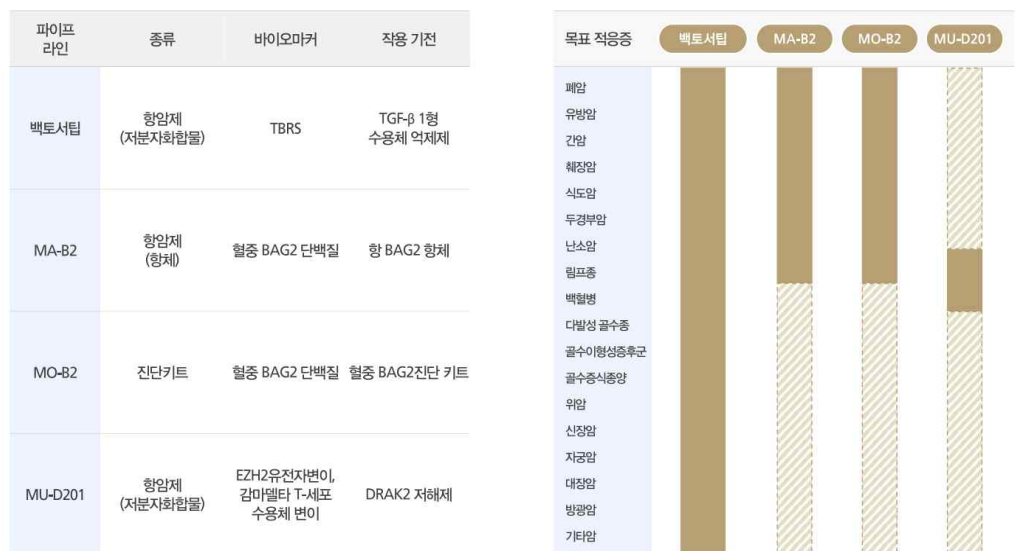 파이프
라인
종류
바이오마커
작용 기전
백토서팁
항암제
(저분자화합물)
TBRS
TGF-β 1형
수용체 억제제
MA-B2
항암제
(항체)
혈중 BAG2 단백질
항 BAG2 항체
MO-B2
진단키트
혈중 BAG2 단백질
혈중 BAG2진단 키트
MU-D201
항암제
(저분자화합물)
EZH2유전자변이,
감마델타 T-세포
수용체 변이
DRAK2 저해제
목표 적응증
백토서팁
MA-B2
MO-B2
MU-D201
폐암
유방암
간암
췌장암
식도암
두경부암
난소암
림프종
백혈병
다발성 골수종
골수이형성증후군
골수증식종양
위암
신장암
자궁암
대장암
방광암
기타암